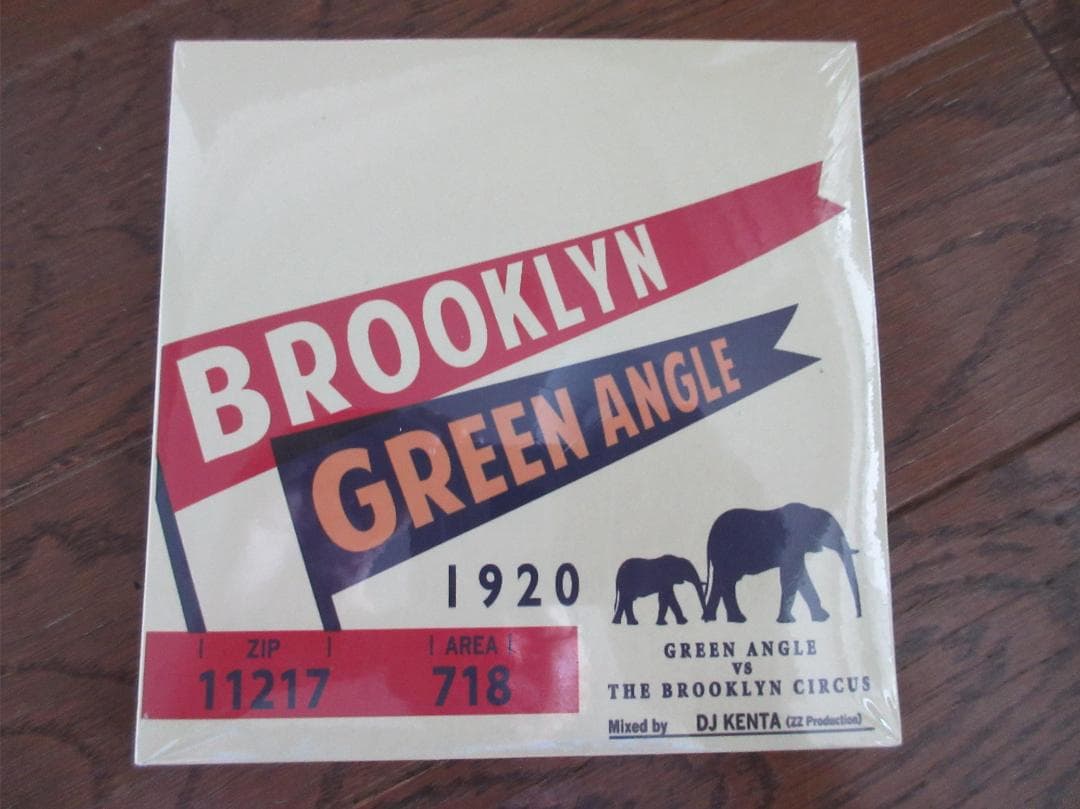 BROOKLYN
GREEN ANGLE
1920
ZIP AREA
11217 718
GREEN ANGLE
VS
THE BROOKLYN CIRCUS
Mixed by DJ KENTA (ZZ Production)